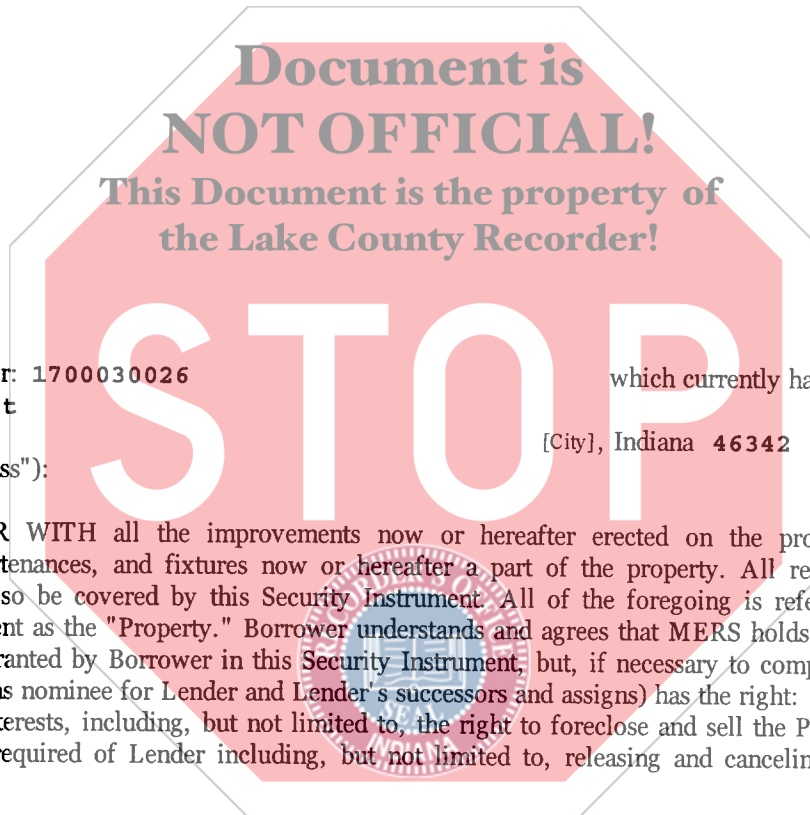 Document is
NOT OFFICIAL!
This Document is the property of
the Lake County Recorder!
STOP
r: 1700030026 which currently ha
t
[City], Indiana 46342
ss"):
R WITH all the improvements now or hereafter erected on the pro
tenances, and fixtures now or hereafter a part of the property. All re
so be covered by this Security Instrument. All of the foregoing is refe
nt as the "Property." Borrower understands and agrees that MERS holds
ranted by Borrower in this Security Instrument, but, if necessary to comp
as nominee for Lender and Lender's successors and assigns) has the right:
terests, including, but not limited to, the right to foreclose and sell the P
required of Lender including, but not limited to, releasing and cancelin
SEAL
INDIANA